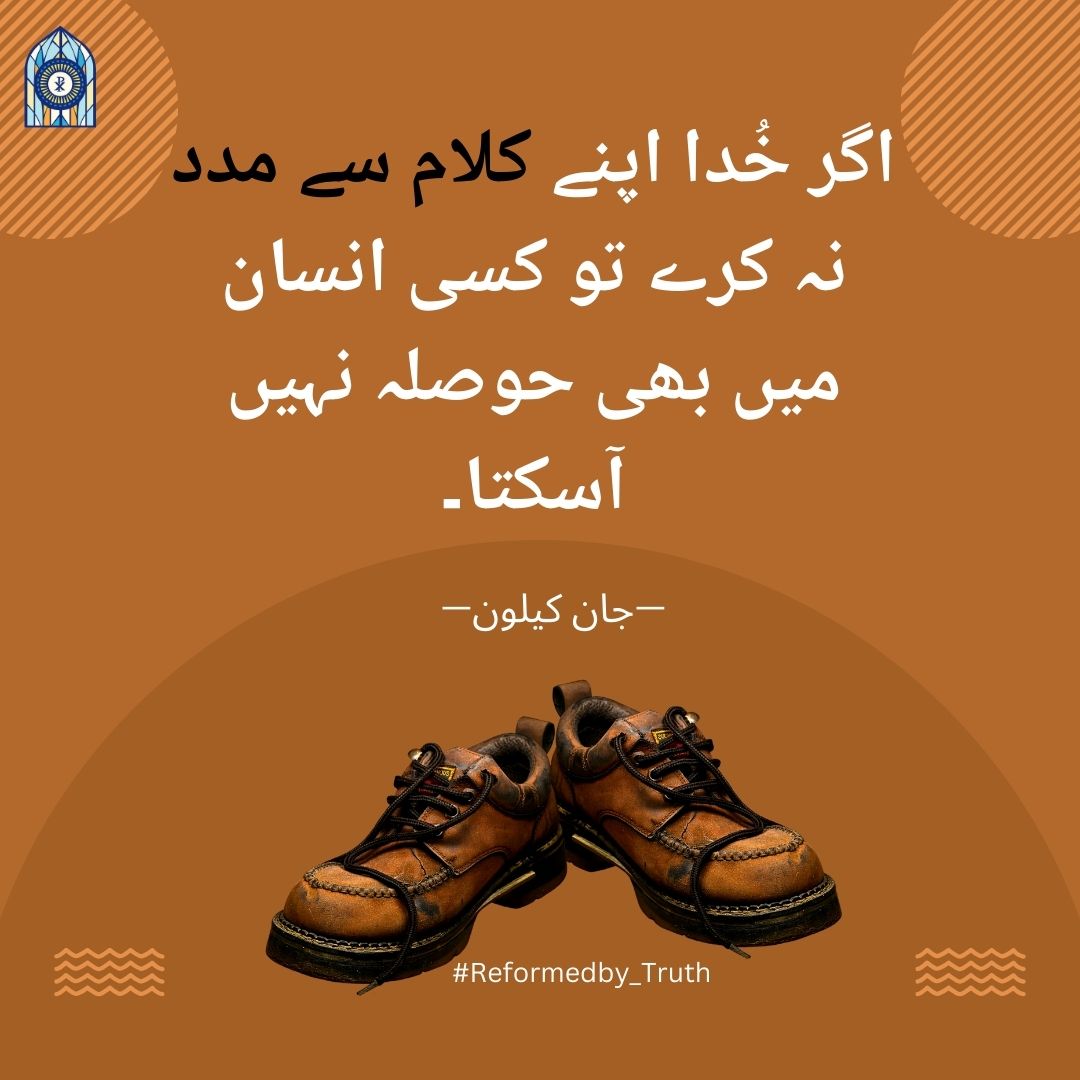 اگر خُدا اپنے کلام سے مدد
نہ کرے تو کسی انسان
میں بھی حوصلہ نہیں
آسکتا۔
—جان کیلون—
#Reformedby_Truth